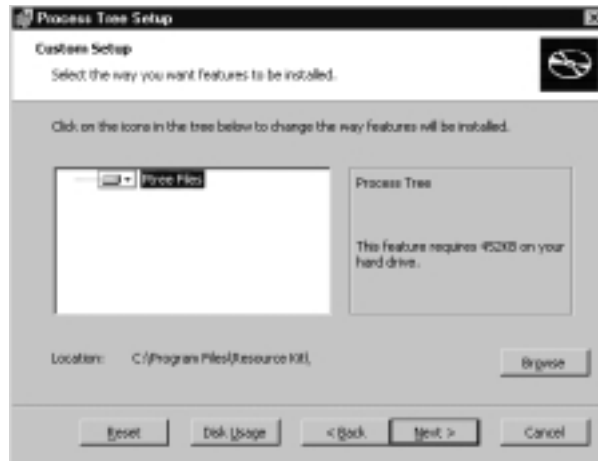 Process Tree Setup
Custom Setup
Select the way you want features to be installed.
Click on the icons in the tree below to change the way features will be installed.
Ptree Files
Process Tree
This feature requires 452KB on your
hard drive.
Location: C:\Program Files\Resource Kit\
Browse
Reset
Disk Usage
< Back
Next >
Cancel